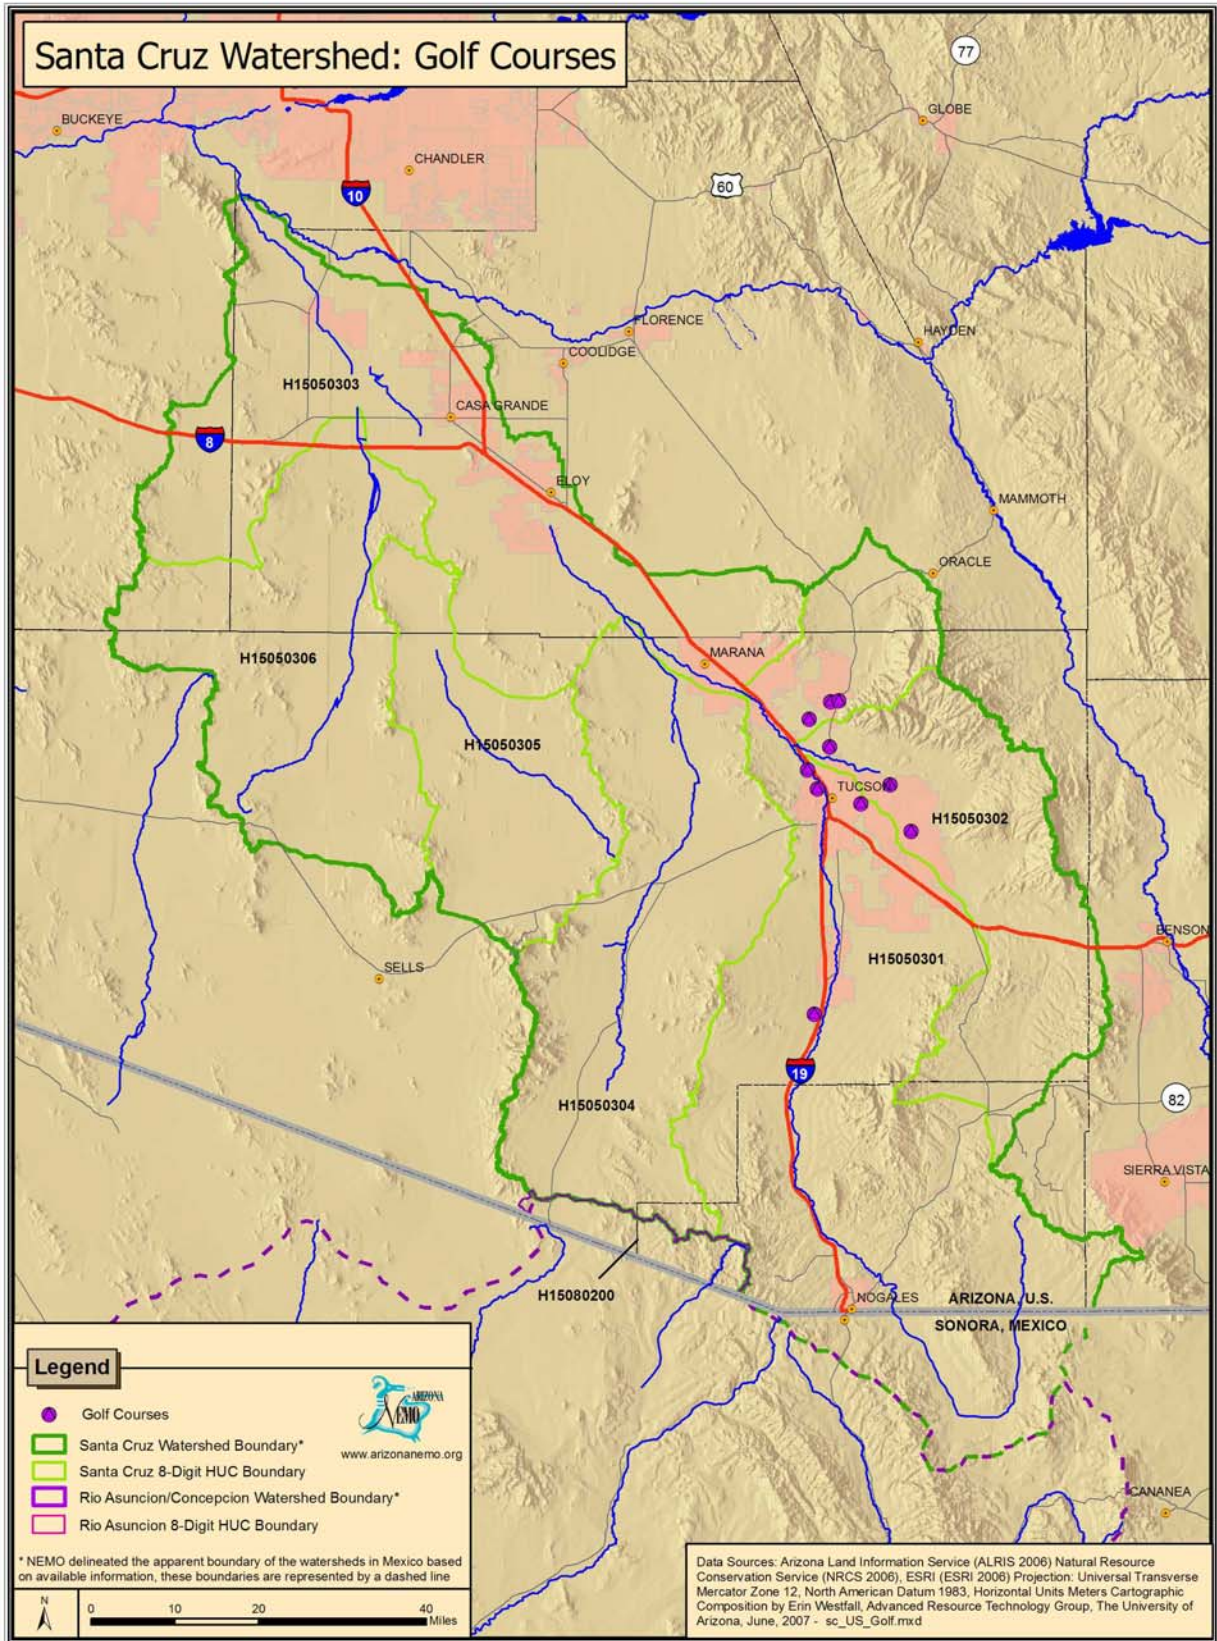 Santa Cruz Watershed: Golf Courses
77
BUCKEYE
GLOBE
CHANDLER
10
60
FLORENCE
HAYDEN
COOLIDGE
H15050303
CASA GRANDE
8
ELOY
MAMMOTH
ORACLE
MARANA
H15050306
H15050305
TUCSON
H15050302
BENSON
H15050301
SELLS
19
H15050304
82
SIERRA VISTA
H15080200
NOGALES
ARIZONA, U.S.
SONORA, MEXICO
CANANEA
Legend
ARIZONA
NEMO
www.arizonanemo.org
Golf Courses
Santa Cruz Watershed Boundary*
Santa Cruz 8-Digit HUC Boundary
Rio Asuncion/Concepcion Watershed Boundary*
Rio Asuncion 8-Digit HUC Boundary
* NEMO delineated the apparent boundary of the watersheds in Mexico based
on available information, these boundaries are represented by a dashed line
N
0 10 20 40
Miles
Data Sources: Arizona Land Information Service (ALRIS 2006) Natural Resource
Conservation Service (NRCS 2006), ESRI (ESRI 2006) Projection: Universal Transverse
Mercator Zone 12, North American Datum 1983, Horizontal Units Meters Cartographic
Composition by Erin Westfall, Advanced Resource Technology Group, The University of
Arizona, June, 2007 - sc_US_Golf.mxd